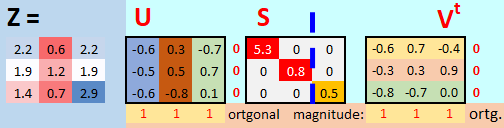 Z = U S Vt
2.2 0.6 2.2 -0.6 0.3 -0.7 0 5.3 0 0 -0.6 0.7 -0.4 0
1.9 1.2 1.9 -0.5 0.5 0.7 0 0 0.8 0 -0.3 0.3 0.9 0
1.4 0.7 2.9 -0.6 -0.8 0.1 0 0 0 0.5 -0.8 -0.7 0.0 0
1 1 1 ortgonal magnitude: 1 1 1 ortg.